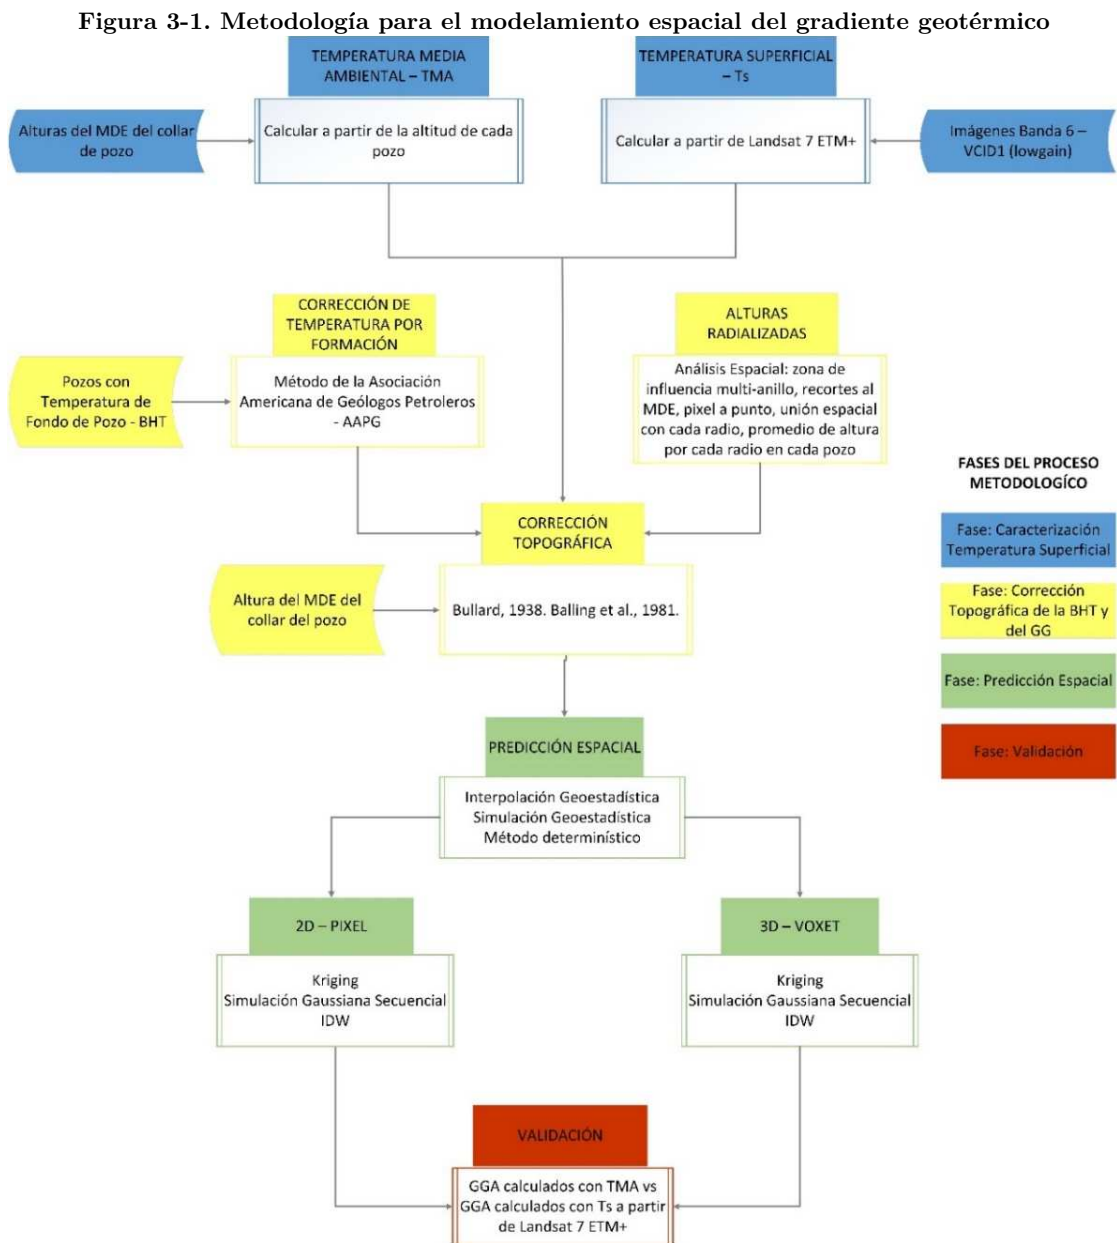 Figura 3-1. Metodología para el modelamiento espacial del gradiente geotérmico
TEMPERATURA MEDIA
AMBIENTAL – TMA
TEMPERATURA SUPERFICIAL
– Ts
Alturas del MDE del collar
de pozo
Calcular a partir de la altitud de cada
pozo
Calcular a partir de Landsat 7 ETM+
Imágenes Banda 6 –
VCID1 (lowgain)
CORRECCIÓN DE
TEMPERATURA POR
FORMACIÓN
ALTURAS
RADIALIZADAS
Pozos con
Temperatura de
Fondo de Pozo - BHT
Método de la Asociación
Americana de Geólogos Petroleros
- AAPG
Análisis Espacial: zona de
influencia multi-anillo, recortes al
MDE, pixel a punto, unión espacial
con cada radio, promedio de altura
por cada radio en cada pozo
FASES DEL PROCESO
METODOLOGÍCO
Fase: Caracterización
Temperatura Superficial
Fase: Corrección
Topográfica de la BHT y
del GG
Fase: Predicción Espacial
Fase: Validación
CORRECCIÓN
TOPOGRÁFICA
Altura del MDE del
collar del pozo
Bullard, 1938. Balling et al., 1981.
PREDICCIÓN ESPACIAL
Interpolación Geoestadística
Simulación Geoestadística
Método determinístico
2D – PIXEL
3D – VOXET
Kriging
Simulación Gaussiana Secuencial
IDW
Kriging
Simulación Gaussiana Secuencial
IDW
VALIDACIÓN
GGA calculados con TMA vs
GGA calculados con Ts a partir
de Landsat 7 ETM+